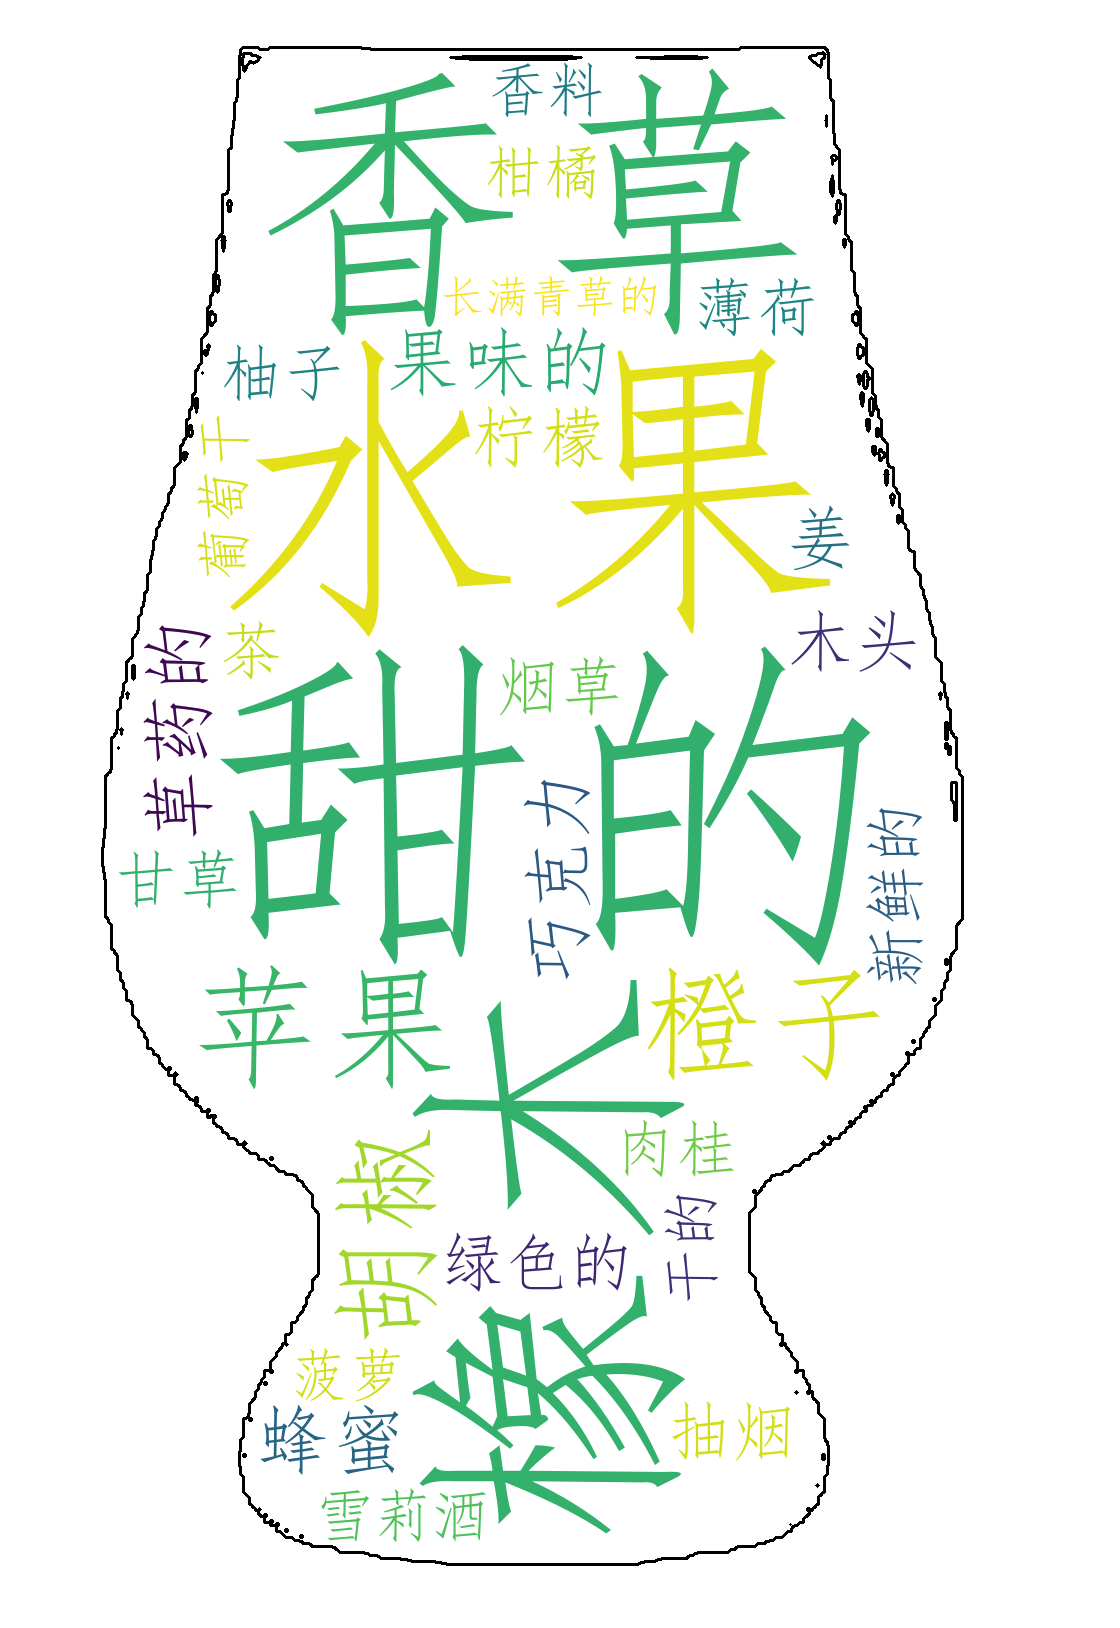 香料
香草
柑橘
长满青草的
薄荷
果味的
柚子
水果
柠檬
葡萄干
姜
木头
茶
草药的
烟草
甜的
巧克力
新鲜的
甘草
苹果
橙子
橡木
肉桂
胡椒
干的
绿色的
菠萝
蜂蜜
抽烟
雪莉酒